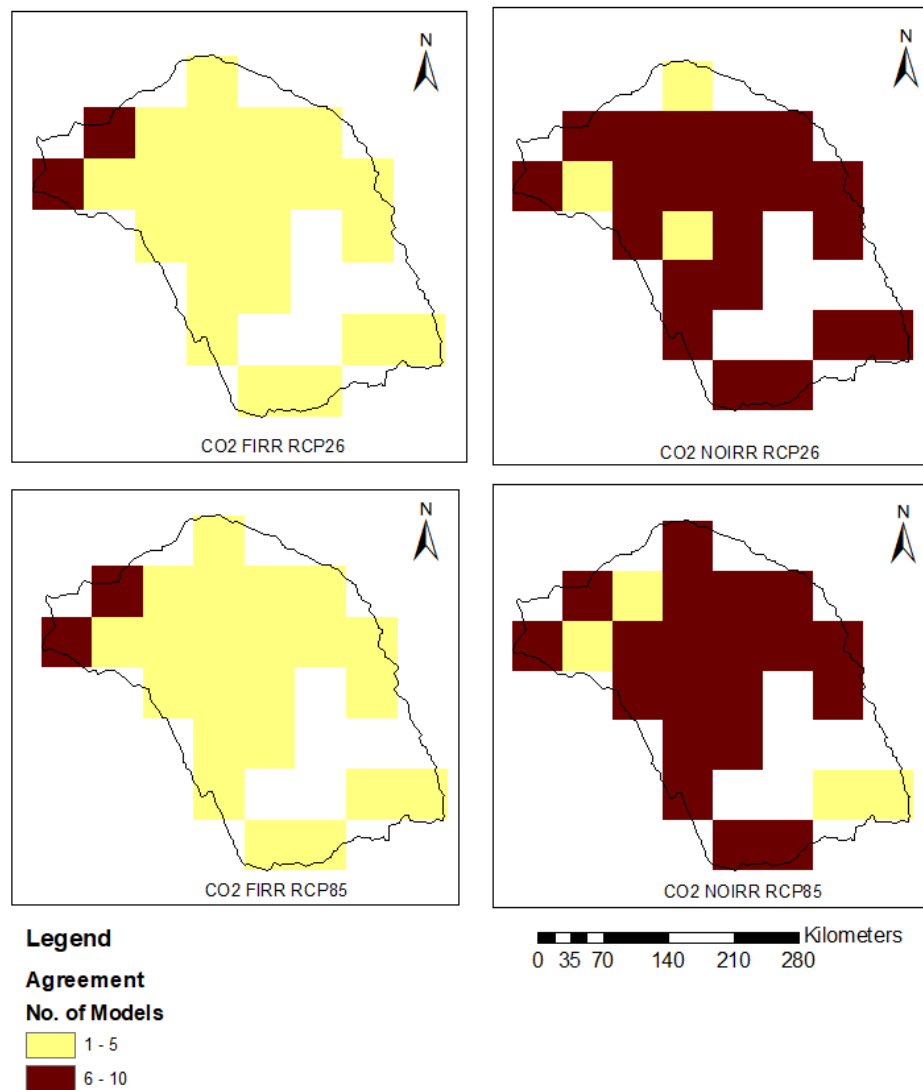 N
N
CO2 FIRR RCP26
CO2 NOIRR RCP26
N
N
CO2 FIRR RCP85
CO2 NOIRR RCP85
Legend
Agreement
No. of Models
1 - 5
6 - 10
Kilometers
0 35 70 140 210 280